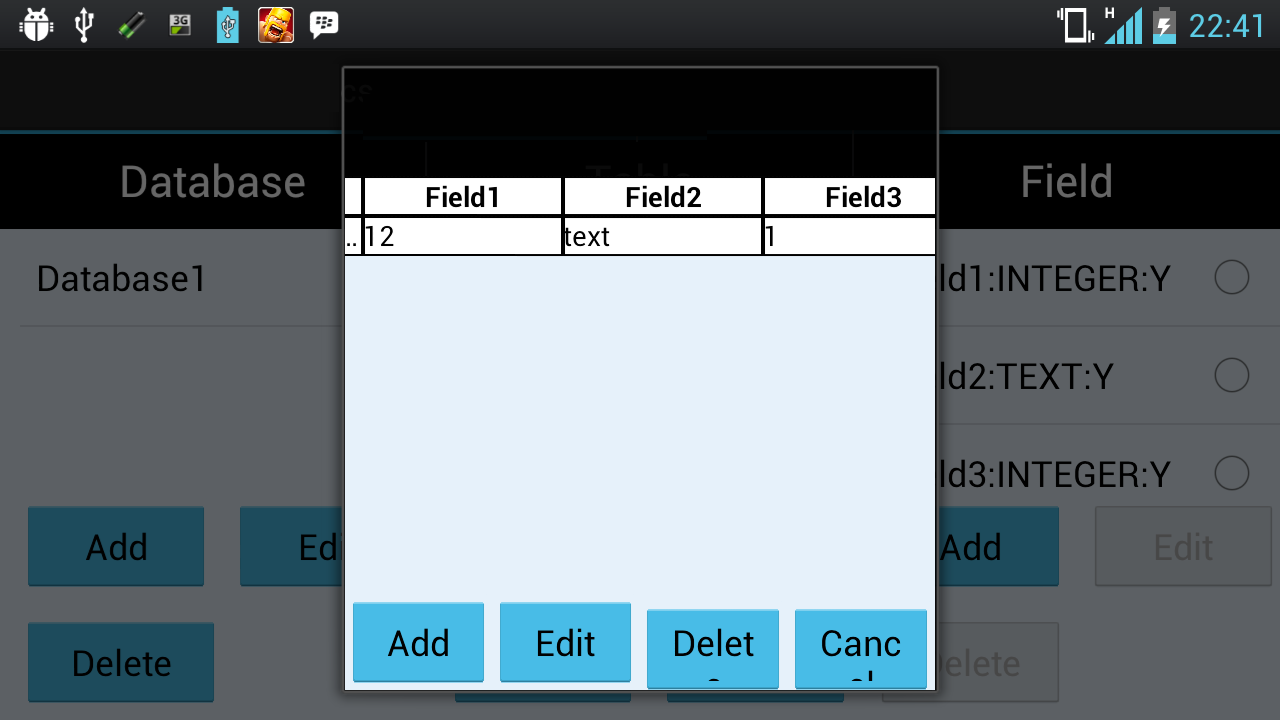 3G
H
22:41
Database
Field
Field1 Field2 Field3
.. 12 text 1
Database1
ld1:INTEGER:Y
ld2:TEXT:Y
ld3:INTEGER:Y
Add
Edi
Add
Edit
Delete
Add
Edit
Delet
Canc
elete